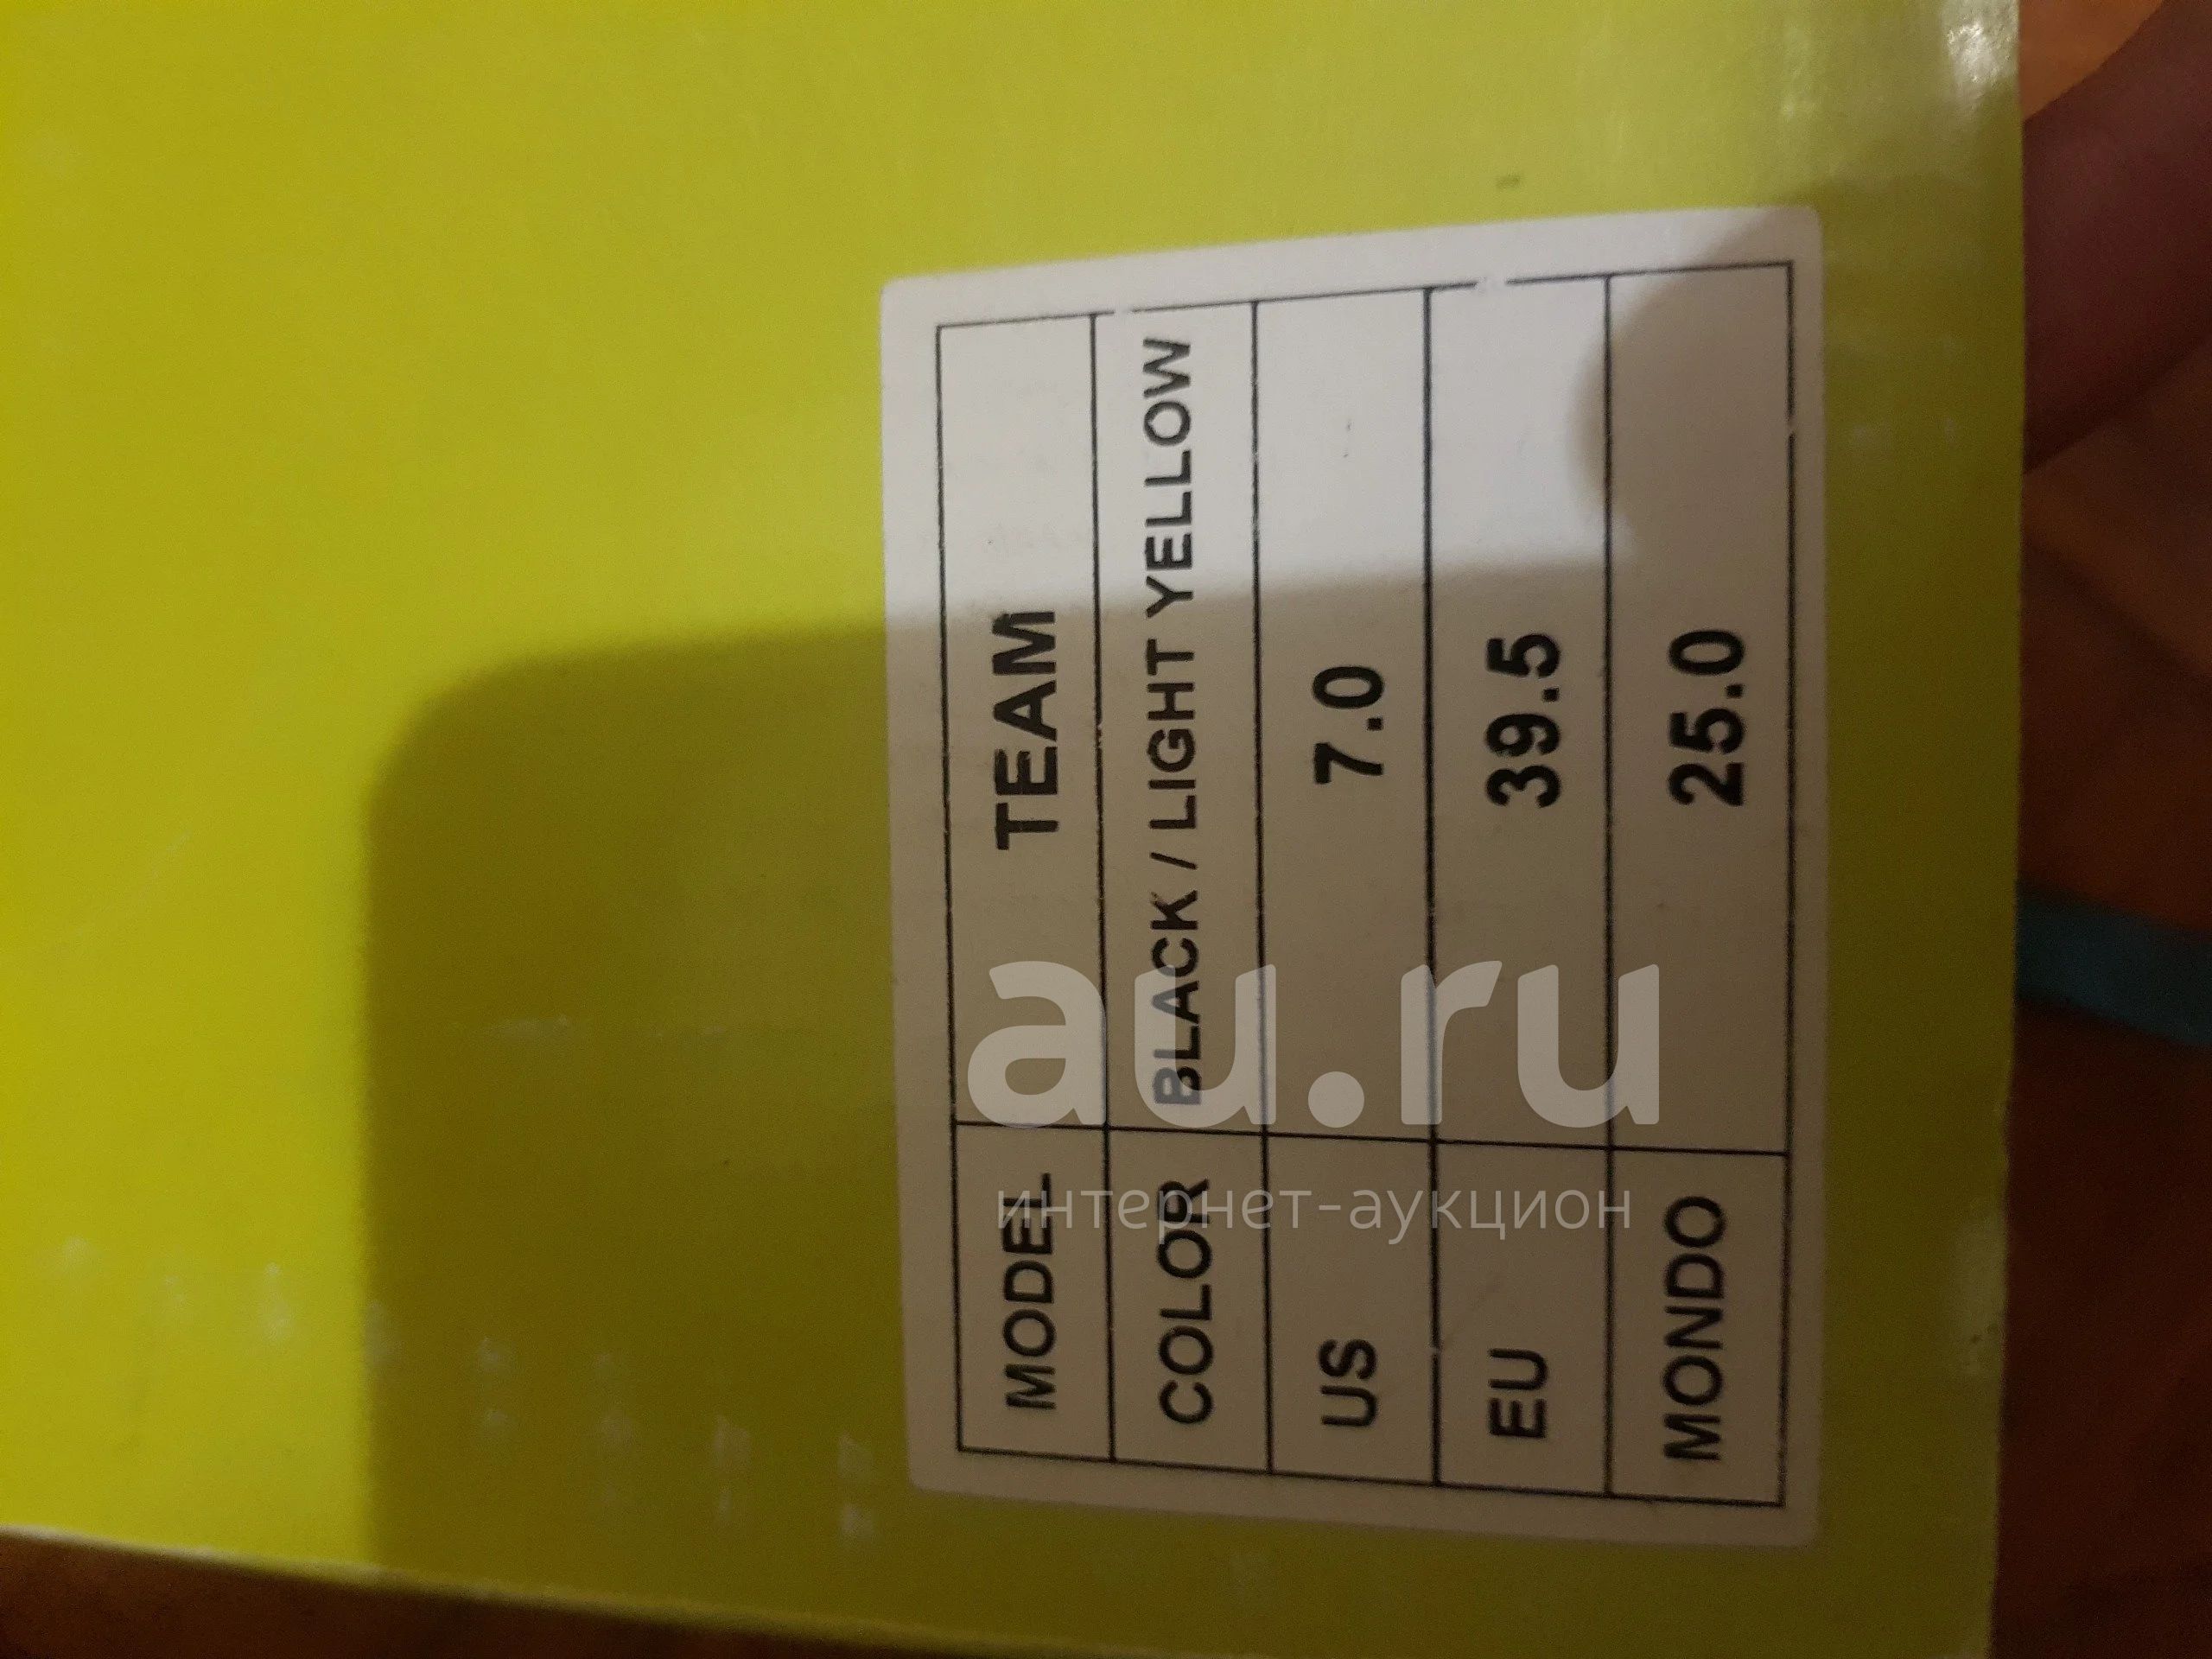 MODEL TEAM
COLOR BLACK / LIGHT YELLOW
US 7.0
EU 39.5
MONDO 25.0
au.ru
интернет-аукцион